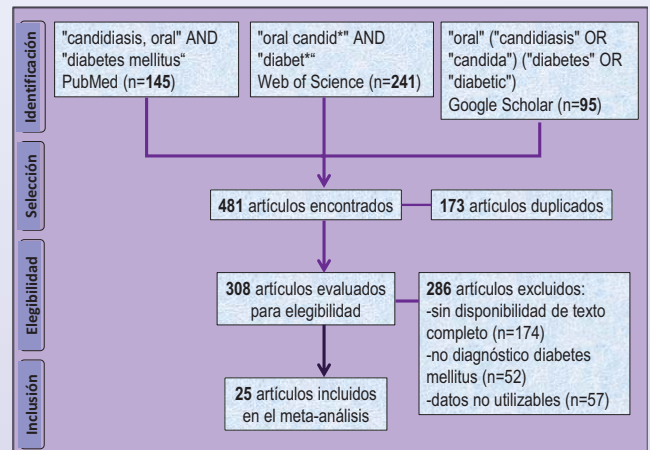 Identificación
"candidiasis, oral" AND
"diabetes mellitus“
PubMed (n=145)
"oral candid*" AND
"diabet*“
Web of Science (n=241)
"oral" ("candidiasis" OR
"candida") ("diabetes" OR
"diabetic")
Google Scholar (n=95)
Selección
481 artículos encontrados
173 artículos duplicados
Elegibilidad
308 artículos evaluados
para elegibilidad
286 artículos excluidos:
-sin disponibilidad de texto
completo (n=174)
-no diagnóstico diabetes
mellitus (n=52)
-datos no utilizables (n=57)
Inclusión
25 artículos incluidos
en el meta-análisis